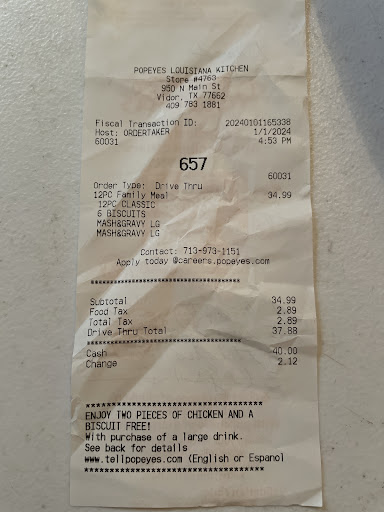 POPEYES LOUISIANA KITCHEN
Store #4763
950 N Main St
Vidor, TX 77662
409 783 1881
Fiscal Transaction ID: 20240101165338
Host: ORDERTAKER 1/1/2024
60031 4:53 PM
657
60031
Order Type: Drive Thru
12PC Family Meal 34.99
12PC CLASSIC
6 BISCUITS
MASH&GRAVY LG
MASH&GRAVY LG
Contact: 713-973-1151
Apply today @careers.popeyes.com
************************************
Subtotal 34.99
Food Tax 2.89
Total Tax 2.89
Drive Thru Total 37.88
************************************
Cash 40.00
Change 2.12
************************************
ENJOY TWO PIECES OF CHICKEN AND A
BISCUIT FREE!
With purchase of a large drink.
See back for details
www.tellpopeyes.com (English or Espanol
************************************